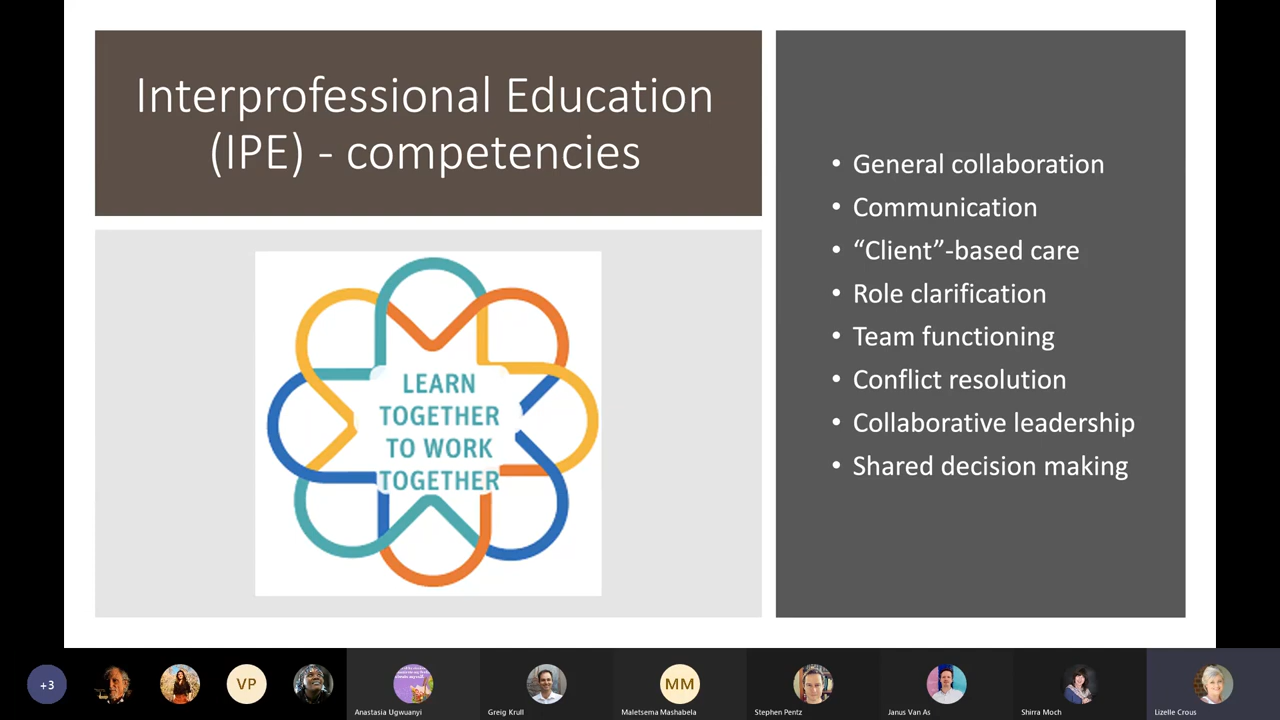 Interprofessional Education
(IPE) - competencies
LEARN
TOGETHER
TO WORK
TOGETHER
• General collaboration
• Communication
• “Client”-based care
• Role clarification
• Team functioning
• Conflict resolution
• Collaborative leadership
• Shared decision making
+3
VP
MM
Anastasia Ugwuanyi
Greig Krull
Maletsema Mashabela
Stephen Pentz
Janus Van As
Shirra Moch
Lizelle Crous